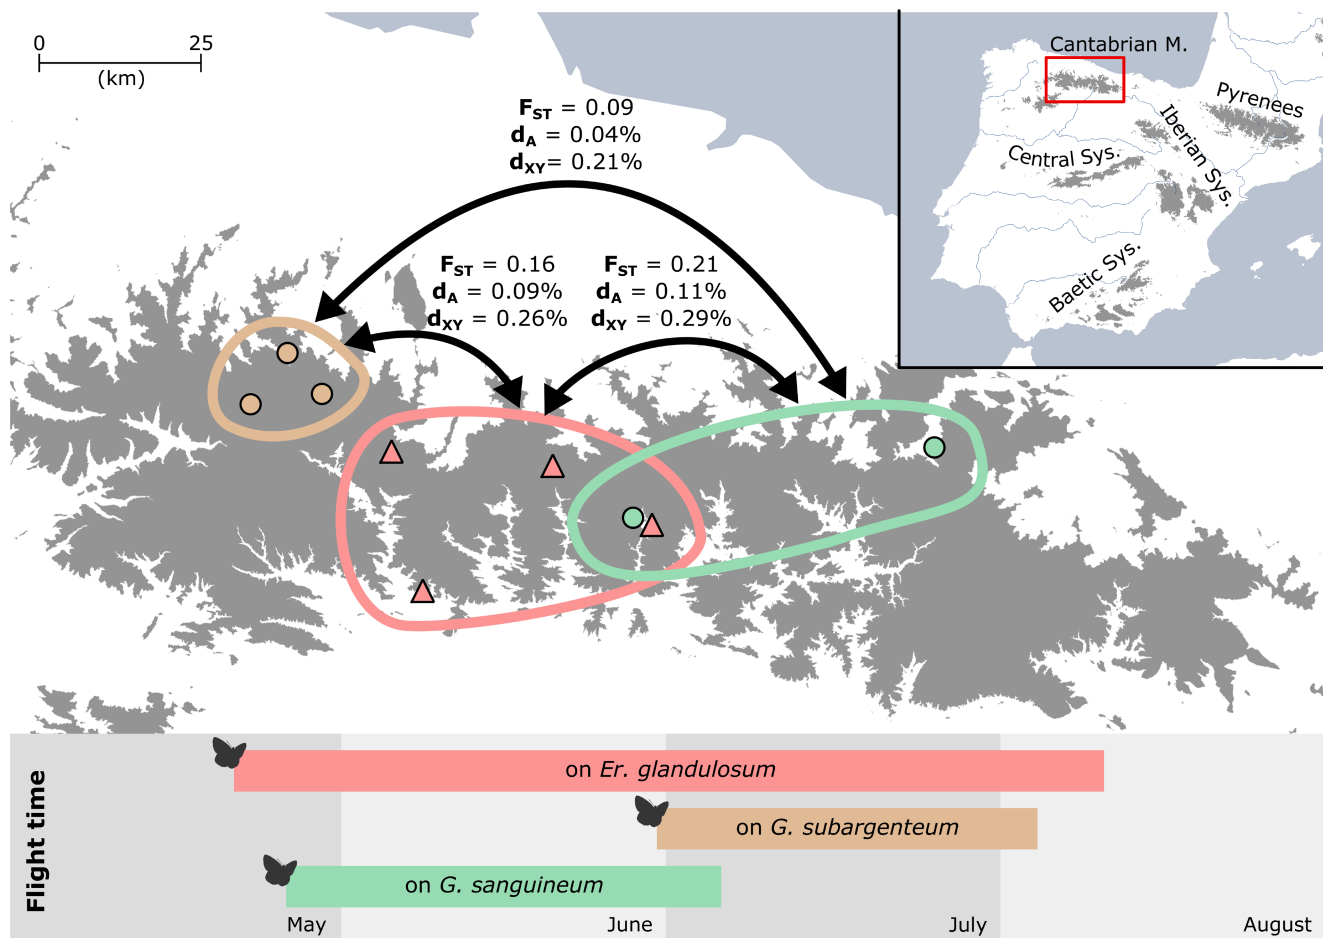 0 25
(km)
Cantabrian M.
Pyrenees
Iberian Sys.
Central Sys.
Baetic Sys.
FST = 0.09
dA = 0.04%
dXY= 0.21%
FST = 0.16
dA = 0.09%
dXY = 0.26%
FST = 0.21
dA = 0.11%
dXY = 0.29%
Flight time
on Er. glandulosum
on G. subargenteum
on G. sanguineum
May June July August